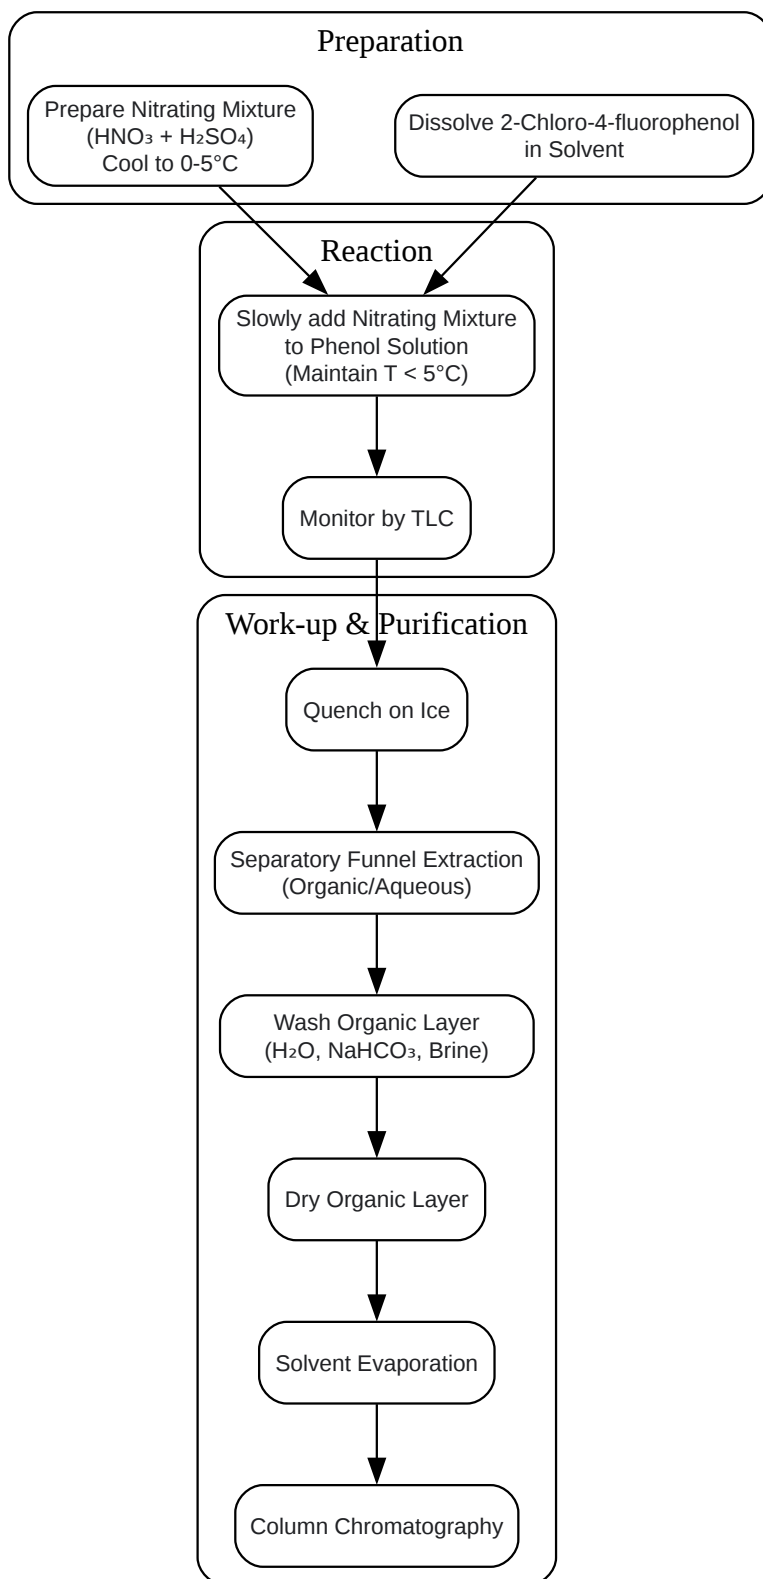 Preparation
Prepare Nitrating Mixture
(HNO₃ + H₂SO₄)
Cool to 0-5°C
Dissolve 2-Chloro-4-fluorophenol
in Solvent
Reaction
Slowly add Nitrating Mixture
to Phenol Solution
(Maintain T < 5°C)
Monitor by TLC
Work-up & Purification
Quench on Ice
Separatory Funnel Extraction
(Organic/Aqueous)
Wash Organic Layer
(H₂O, NaHCO₃, Brine)
Dry Organic Layer
Solvent Evaporation
Column Chromatography